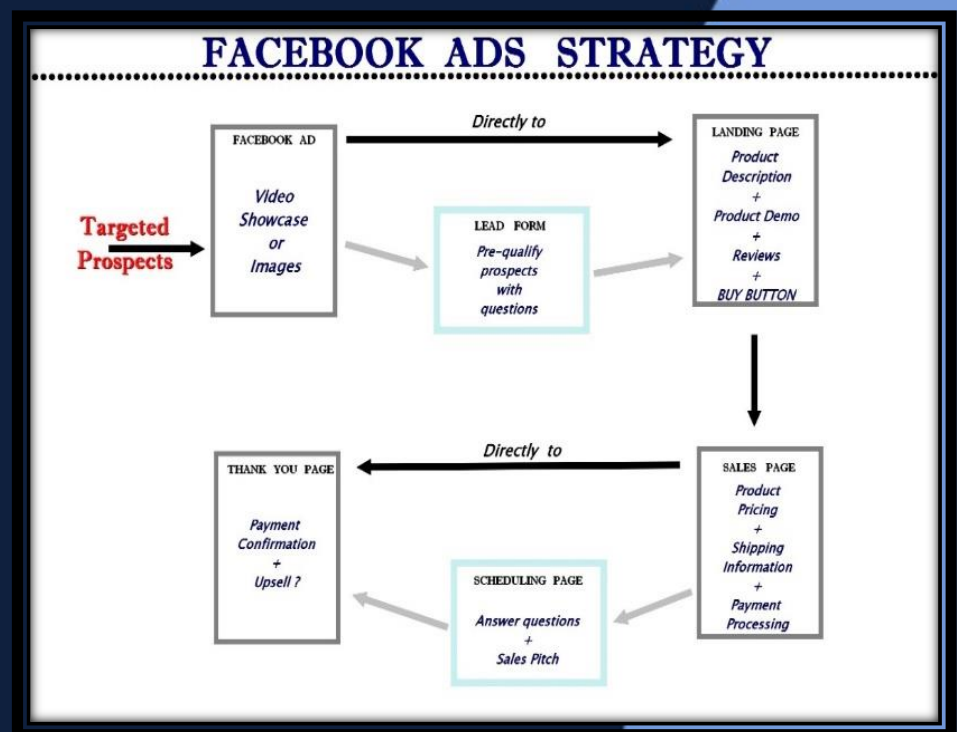 FACEBOOK ADS STRATEGY
Targeted
Prospects
FACEBOOK AD
Video
Showcase
or
Images
Directly to
LEAD FORM
Pre-qualify
prospects
with
questions
LANDING PAGE
Product
Description
+
Product Demo
+
Reviews
+
BUY BUTTON
SALES PAGE
Product
Pricing
+
Shipping
Information
+
Payment
Processing
Directly to
SCHEDULING PAGE
Answer questions
+
Sales Pitch
THANK YOU PAGE
Payment
Confirmation
+
Upsell ?